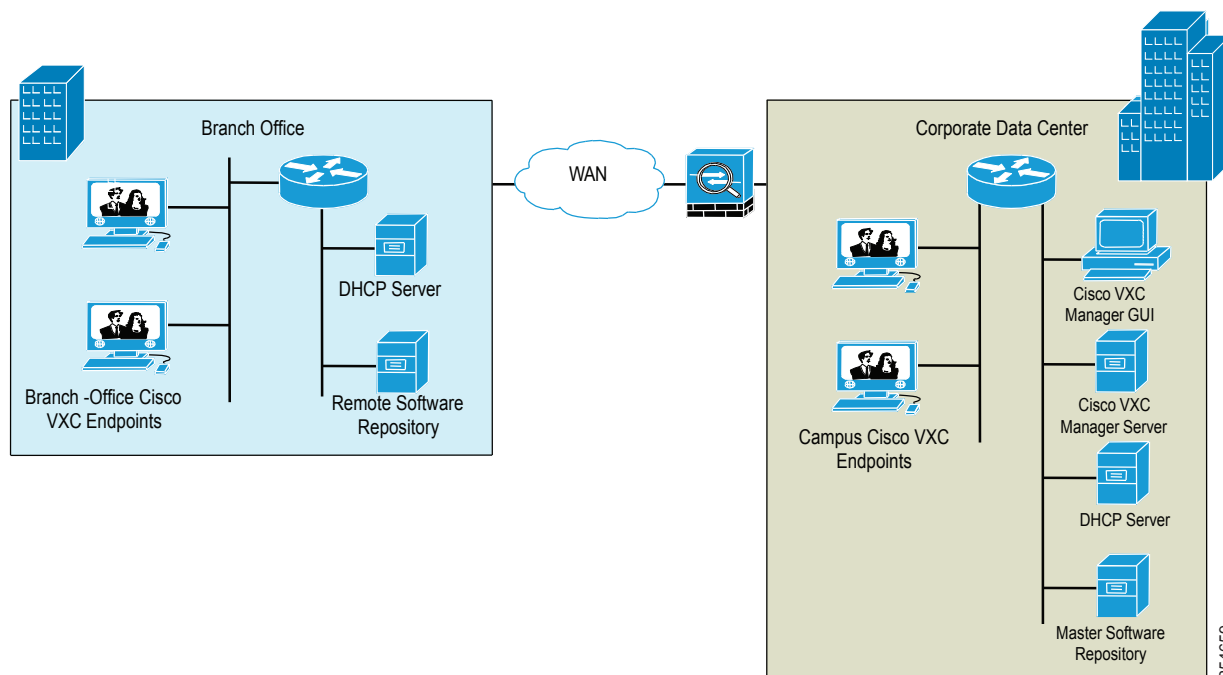 Branch Office
DHCP Server
Branch -Office Cisco
VXC Endpoints
Remote Software
Repository
WAN
Corporate Data Center
Campus Cisco VXC
Endpoints
Cisco VXC
Manager GUI
Cisco VXC
Manager Server
DHCP Server
Master Software
Repository